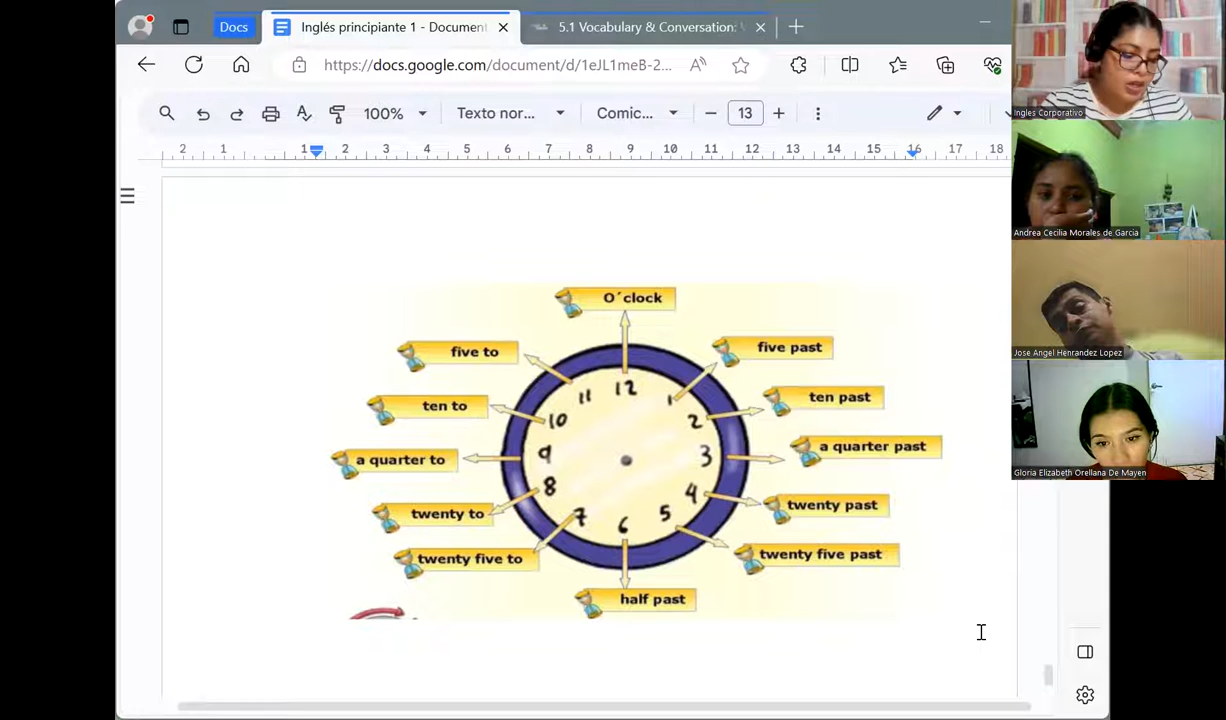 Docs
Inglés principiante 1 - Document
5.1 Vocabulary & Conversation:
https://docs.google.com/document/d/1eJL1meB-2...
100%
Texto nor...
Comic...
13
2 1 1 2 3 4 5 6 7 8 9 10 11 12 13 14 15 16 17 18
Ingles Corporativo
Andrea Cecilia Morales de Garcia
Jose Angel Henrandez Lopez
Gloria Elizabeth Orellana De Mayen
O´clock
five to
five past
ten to
ten past
a quarter to
a quarter past
twenty to
twenty past
twenty five to
twenty five past
half past
12
11 1
10 2
9 3
8 4
7 5
6